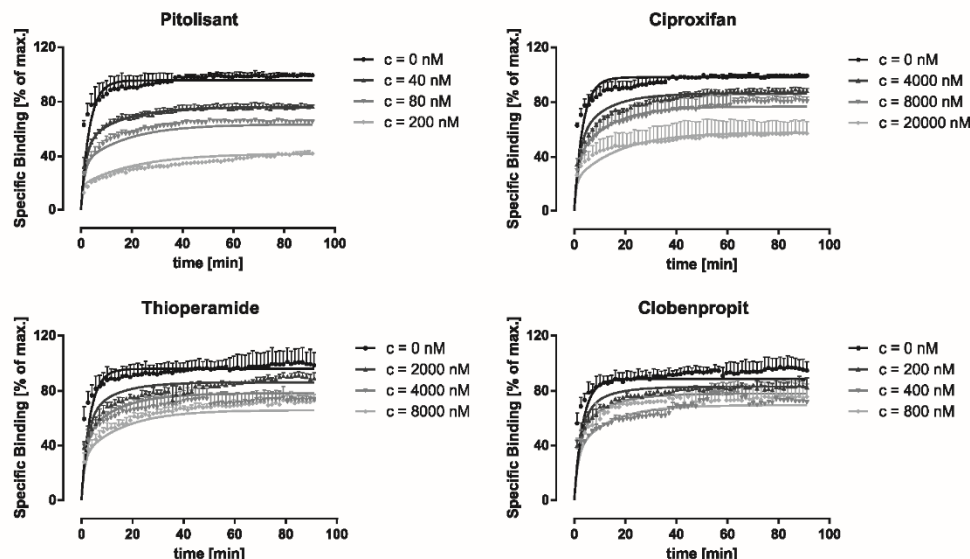 Pitolisant
Specific Binding [% of max.]
120
80
40
0
0 20 40 60 80 100
time [min]
c = 0 nM
c = 40 nM
c = 80 nM
c = 200 nM
Ciproxifan
Specific Binding [% of max.]
120
80
40
0
0 20 40 60 80 100
time [min]
c = 0 nM
c = 4000 nM
c = 8000 nM
c = 20000 nM
Thioperamide
Specific Binding [% of max.]
120
80
40
0
0 20 40 60 80 100
time [min]
c = 0 nM
c = 2000 nM
c = 4000 nM
c = 8000 nM
Clobenpropit
Specific Binding [% of max.]
120
80
40
0
0 20 40 60 80 100
time [min]
c = 0 nM
c = 200 nM
c = 400 nM
c = 800 nM